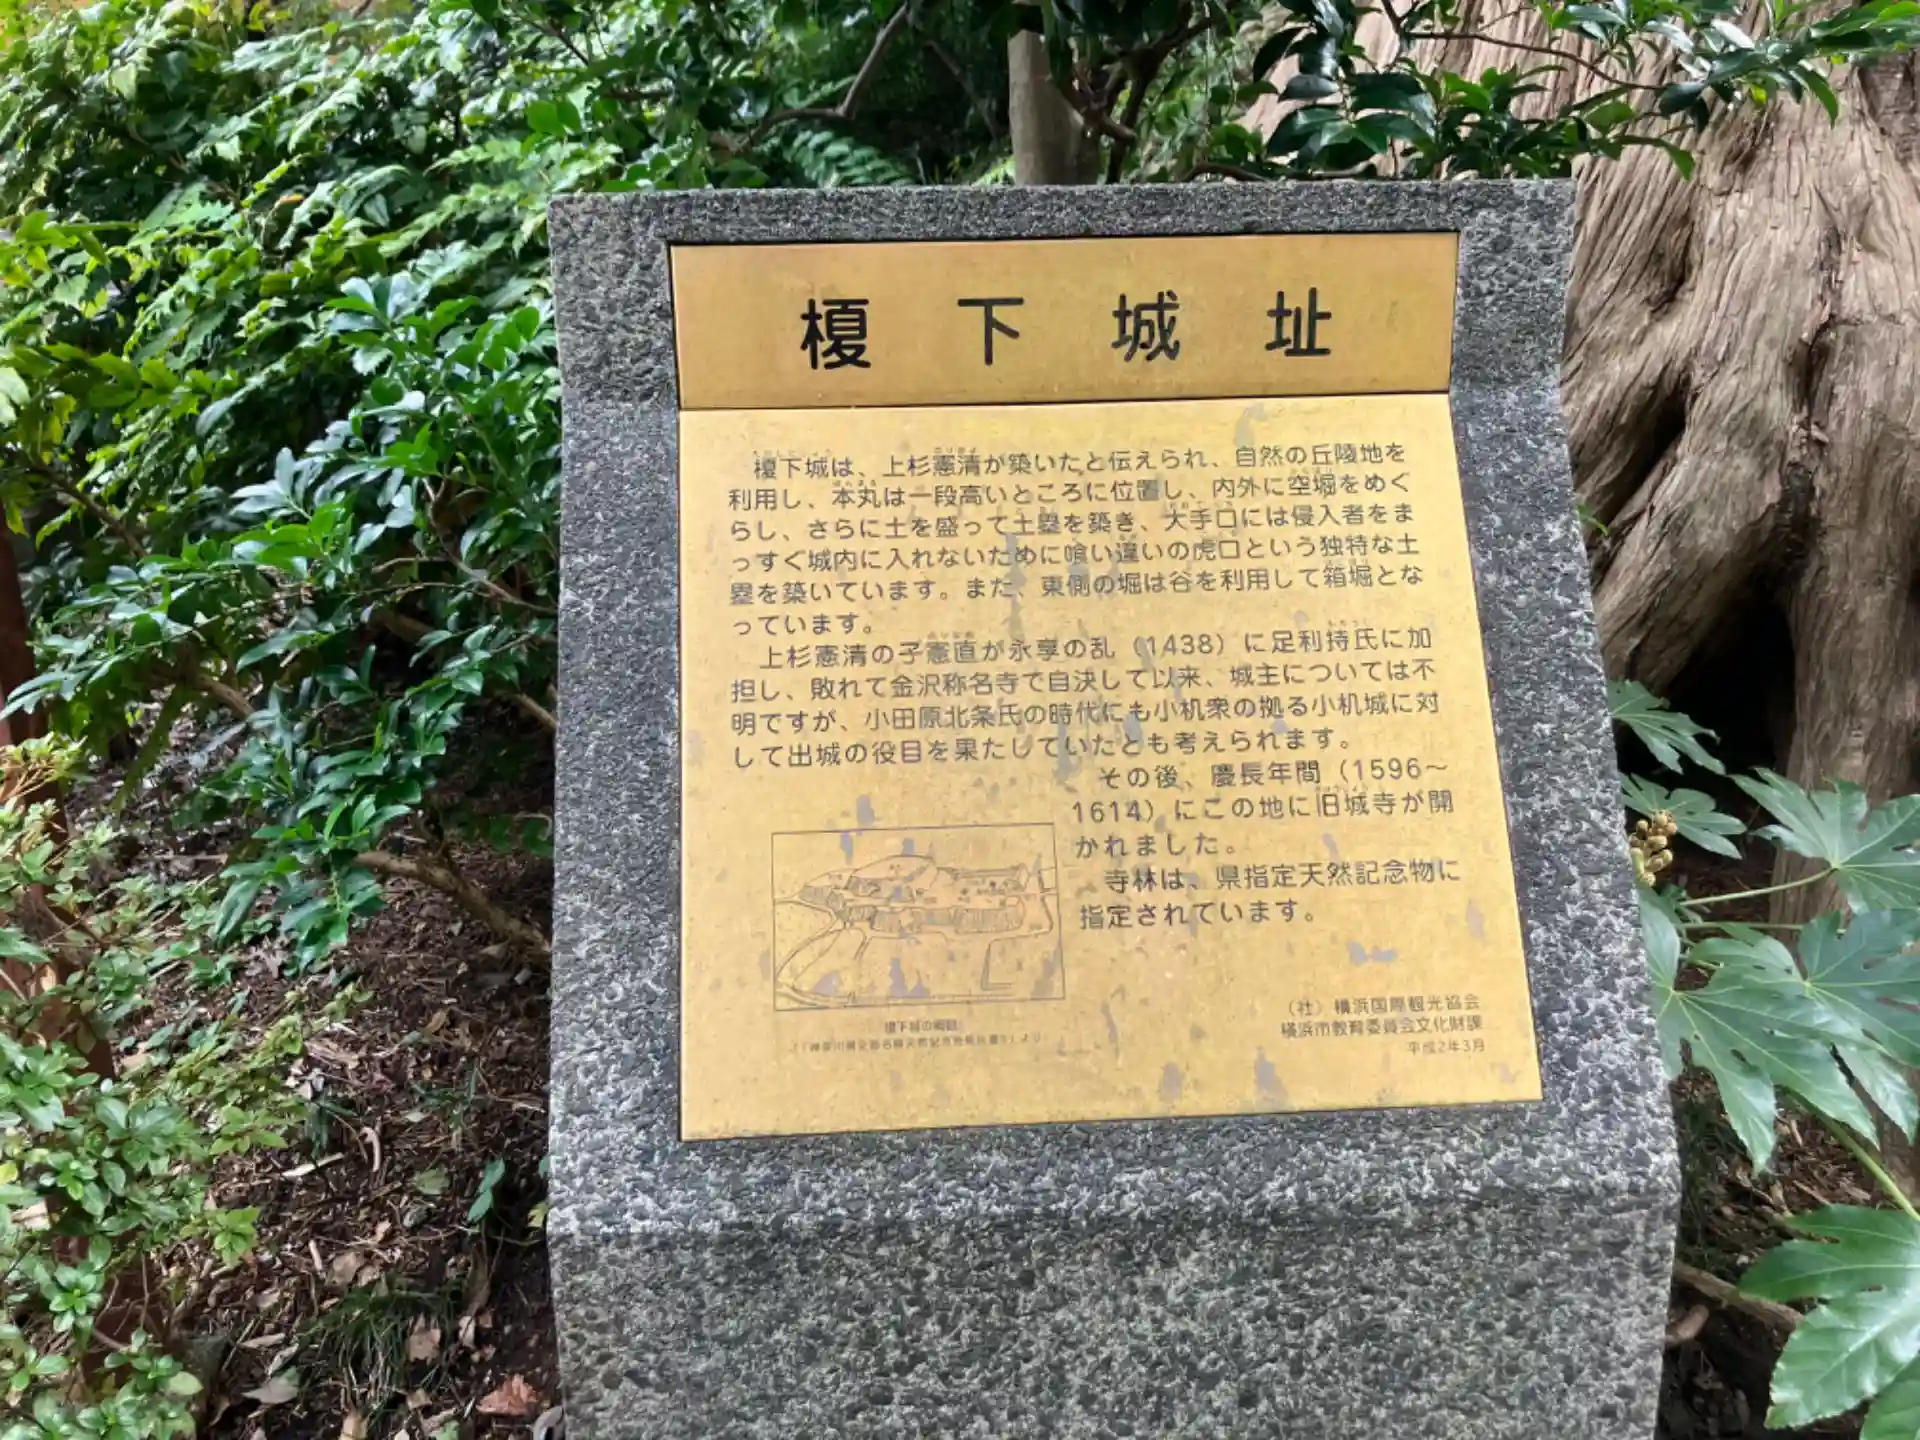 榎下城址
榎下城は、上杉憲清が築いたと伝えられ、自然の丘陵地を
利用し、本丸は一段高いところに位置し、内外に空堀をめぐ
らし、さらに土を盛って土塁を築き、大手口には侵入者をま
っすぐ城内に入れないために喰い違いの虎口という独特な土
塁を築いています。また、東側の堀は谷を利用して箱堀とな
っています。
上杉憲清の子憲直が永享の乱（1438）に足利持氏に加
担し、敗れて金沢称名寺で自決して以来、城主については不
明ですが、小田原北条氏の時代にも小机衆の拠る小机城に対
して出城の役目を果たしていたとも考えられます。
その後、慶長年間（1596～
1614）にこの地に旧城寺が開
かれました。
寺林は、県指定天然記念物に
指定されています。
榎下城の
（社）横浜国際観光協会
横浜市教育委員会文化財課
平成2年3月